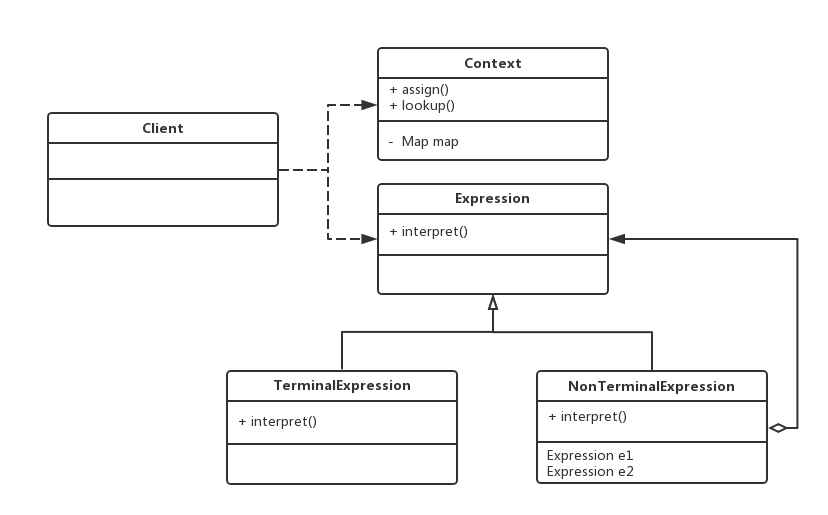 Context
+ assign()
+ lookup()
- Map map
Client
Expression
+ interpret()
TerminalExpression
+ interpret()
NonTerminalExpression
+ interpret()
Expression e1
Expression e2